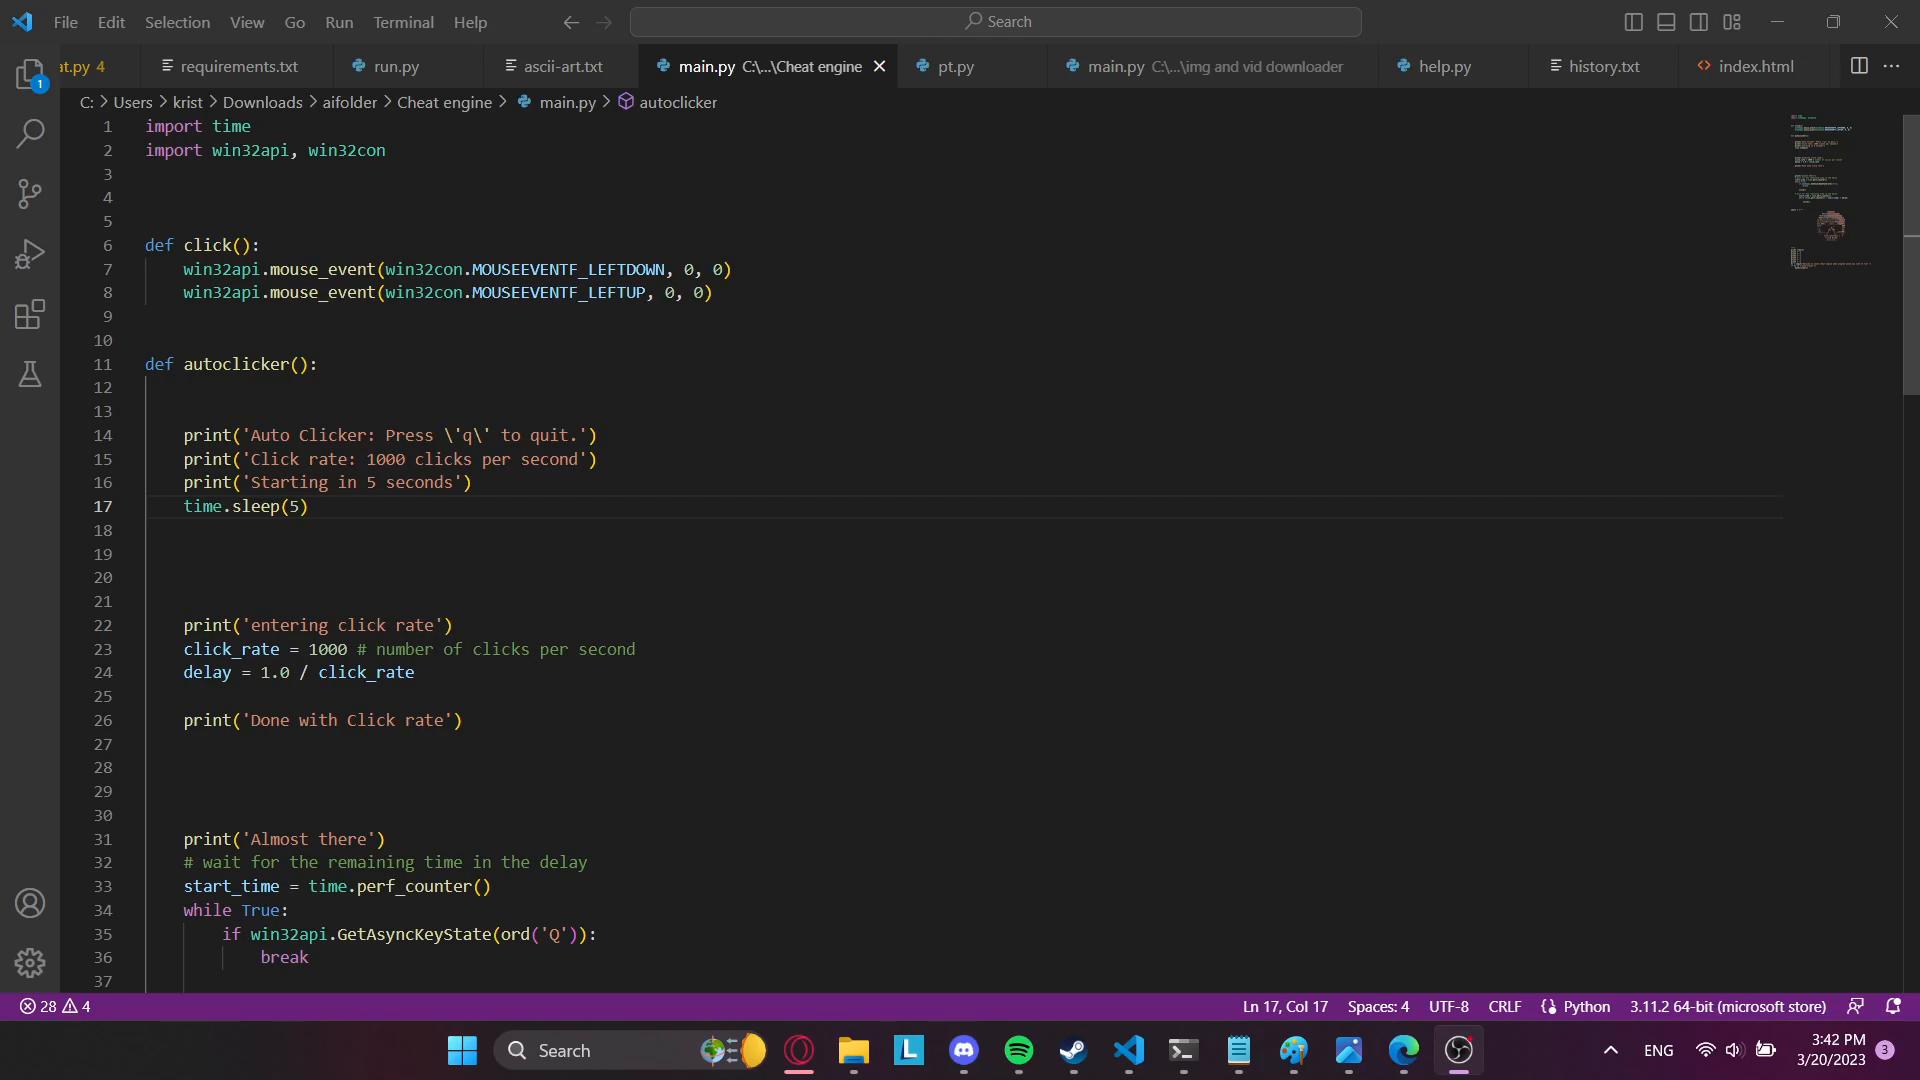 File Edit Selection View Go Run Terminal Help Search
at.py 4 requirements.txt run.py ascii-art.txt main.py C:\...\Cheat engine pt.py main.py C:\...\img and vid downloader help.py history.txt index.html
1
C: > Users > krist > Downloads > aifolder > Cheat engine > main.py > autoclicker
1 import time
2 import win32api, win32con
3
4
5
6 def click():
7 win32api.mouse_event(win32con.MOUSEEVENTF_LEFTDOWN, 0, 0)
8 win32api.mouse_event(win32con.MOUSEEVENTF_LEFTUP, 0, 0)
9
10
11 def autoclicker():
12
13
14 print('Auto Clicker: Press \'q\' to quit.')
15 print('Click rate: 1000 clicks per second')
16 print('Starting in 5 seconds')
17 time.sleep(5)
18
19
20
21
22 print('entering click rate')
23 click_rate = 1000 # number of clicks per second
24 delay = 1.0 / click_rate
25
26 print('Done with Click rate')
27
28
29
30
31 print('Almost there')
32 # wait for the remaining time in the delay
33 start_time = time.perf_counter()
34 while True:
35 if win32api.GetAsyncKeyState(ord('Q')):
36 break
37
28 4 Ln 17, Col 17 Spaces: 4 UTF-8 CRLF Python 3.11.2 64-bit (microsoft store)
Search L ENG 3:42 PM
3/20/2023 3